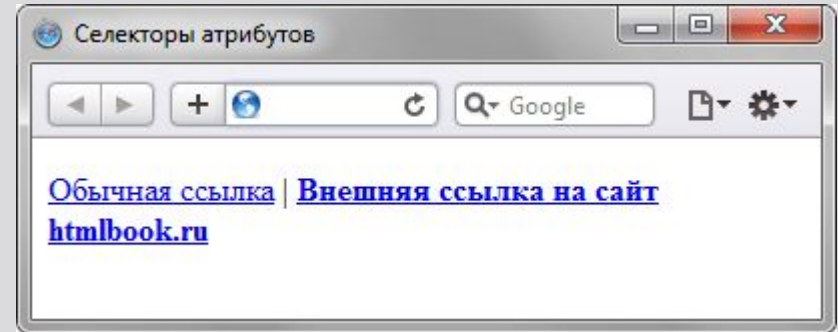 Селекторы атрибутов
Google
Обычная ссылка | Внешняя ссылка на сайт
htmlbook.ru